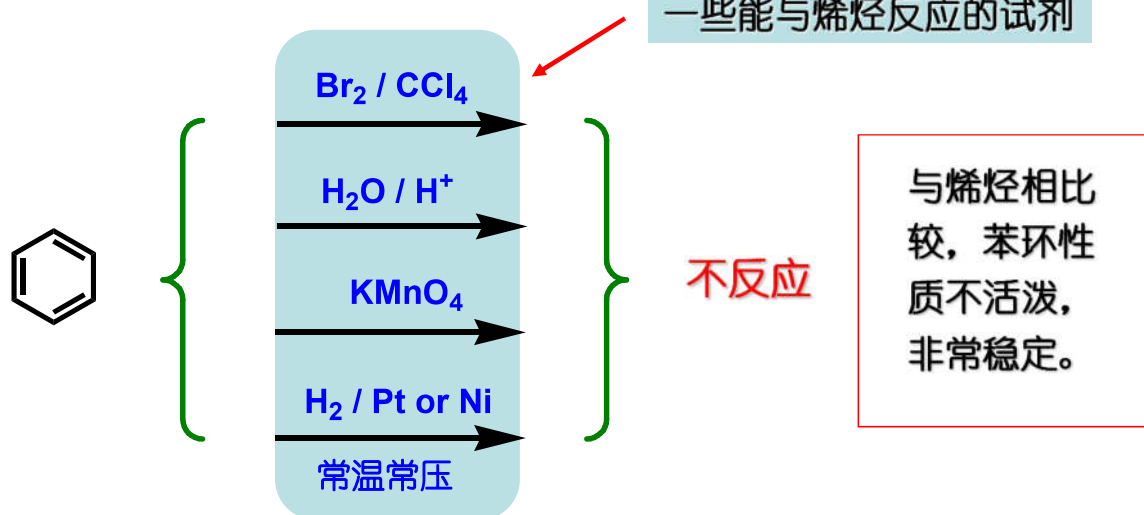 一些能与烯烃反应的试剂
Br₂ / CCl₄
H₂O / H⁺
KMnO₄
H₂ / Pt or Ni
常温常压
不反应
与烯烃相比
较，苯环性
质不活泼，
非常稳定。